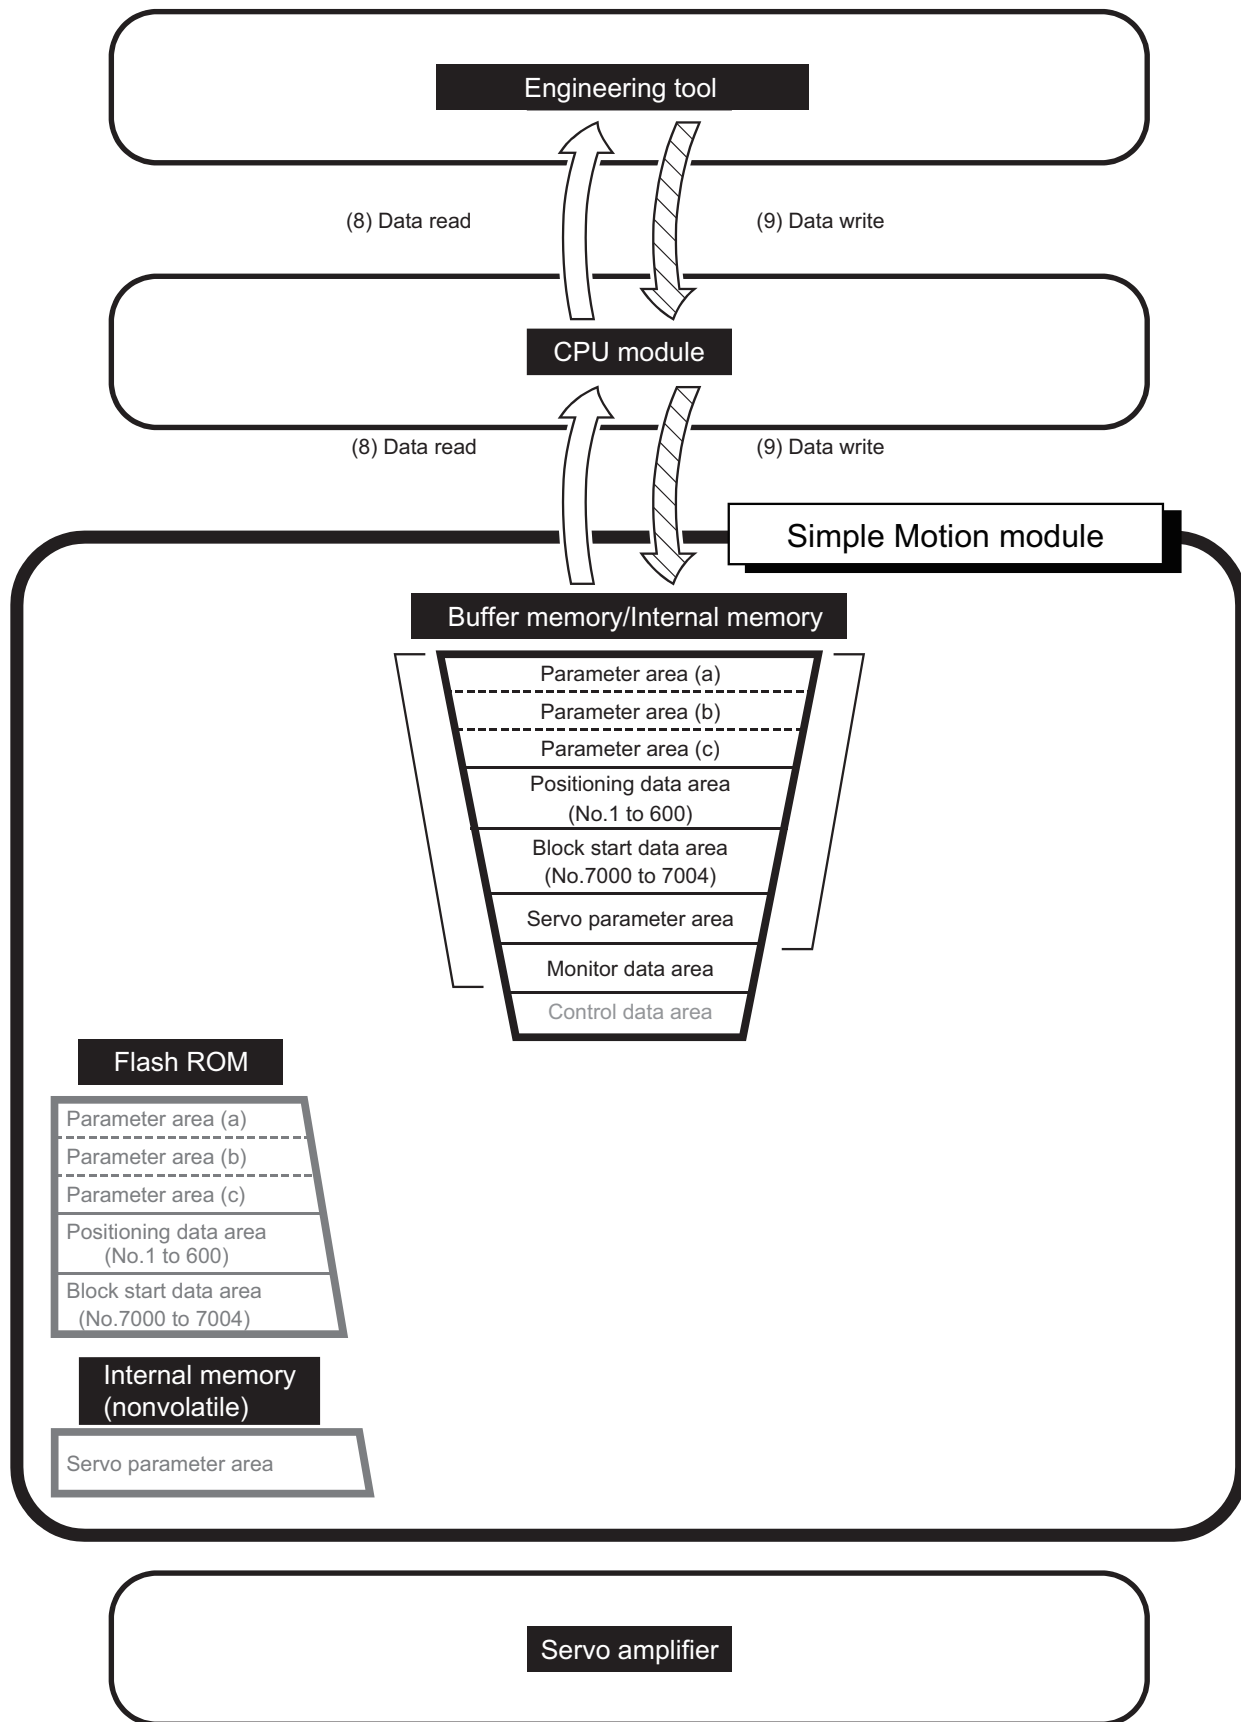 Engineering tool
(8) Data read
(9) Data write
CPU module
(8) Data read
(9) Data write
Simple Motion module
Buffer memory/Internal memory
Parameter area (a)
Parameter area (b)
Parameter area (c)
Positioning data area
(No.1 to 600)
Block start data area
(No.7000 to 7004)
Servo parameter area
Monitor data area
Control data area
Flash ROM
Parameter area (a)
Parameter area (b)
Parameter area (c)
Positioning data area
(No.1 to 600)
Block start data area
(No.7000 to 7004)
Internal memory
(nonvolatile)
Servo parameter area
Servo amplifier